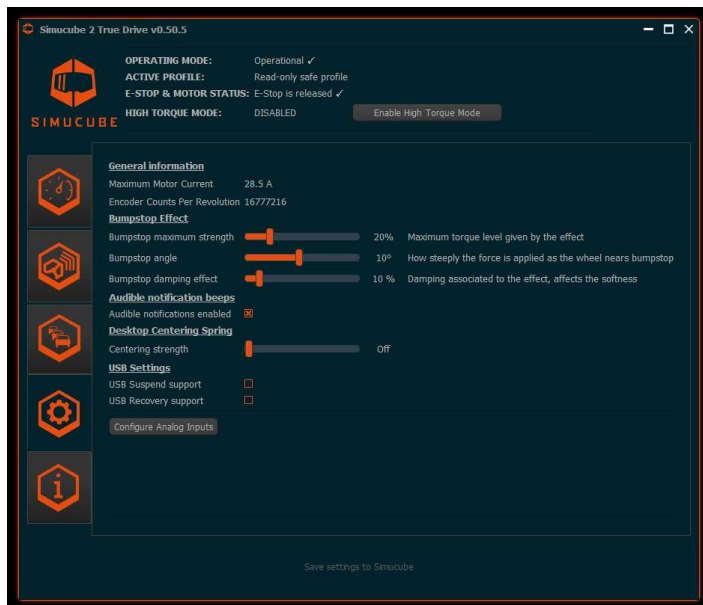 Simucube 2 True Drive v0.50.5
OPERATING MODE: Operational ✓
ACTIVE PROFILE: Read-only safe profile
E-STOP & MOTOR STATUS: E-Stop is released ✓
HIGH TORQUE MODE: DISABLED Enable High Torque Mode
SIMUCUBE
General information
Maximum Motor Current 28.5 A
Encoder Counts Per Revolution 16777216
Bumpstop Effect
Bumpstop maximum strength 20% Maximum torque level given by the effect
Bumpstop angle 10º How steeply the force is applied as the wheel nears bumpstop
Bumpstop damping effect 10 % Damping associated to the effect, affects the softness
Audible notification beeps
Audible notifications enabled
Desktop Centering Spring
Centering strength Off
USB Settings
USB Suspend support
USB Recovery support
Configure Analog Inputs
Save settings to Simucube